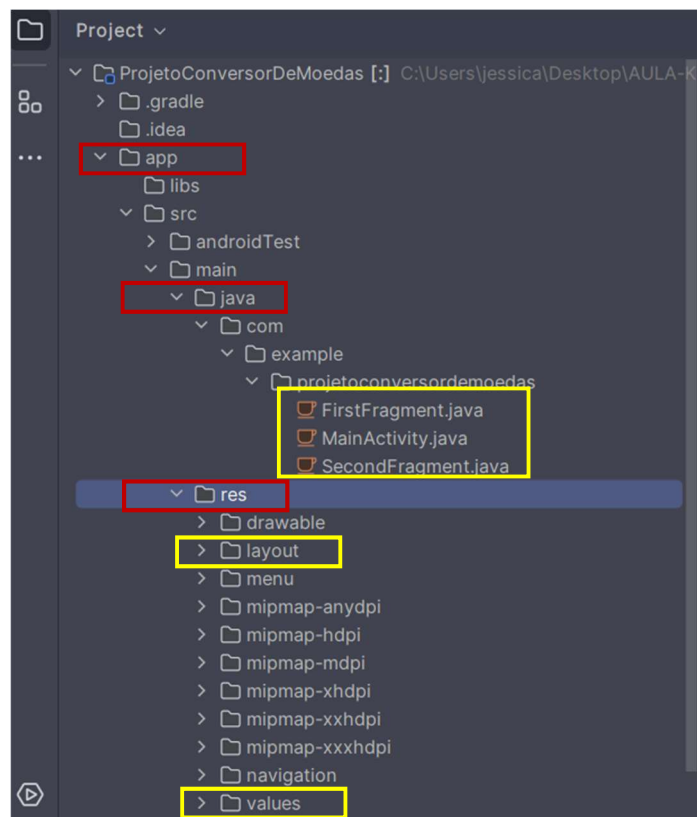 Project
ProjetoConversorDeMoedas [:] C:\Users\jessica\Desktop\AULA-K
.gradle
.idea
app
libs
src
androidTest
main
java
com
example
projetoconversordemoedas
FirstFragment.java
MainActivity.java
SecondFragment.java
res
drawable
layout
menu
mipmap-anydpi
mipmap-hdpi
mipmap-mdpi
mipmap-xhdpi
mipmap-xxhdpi
mipmap-xxxhdpi
navigation
values